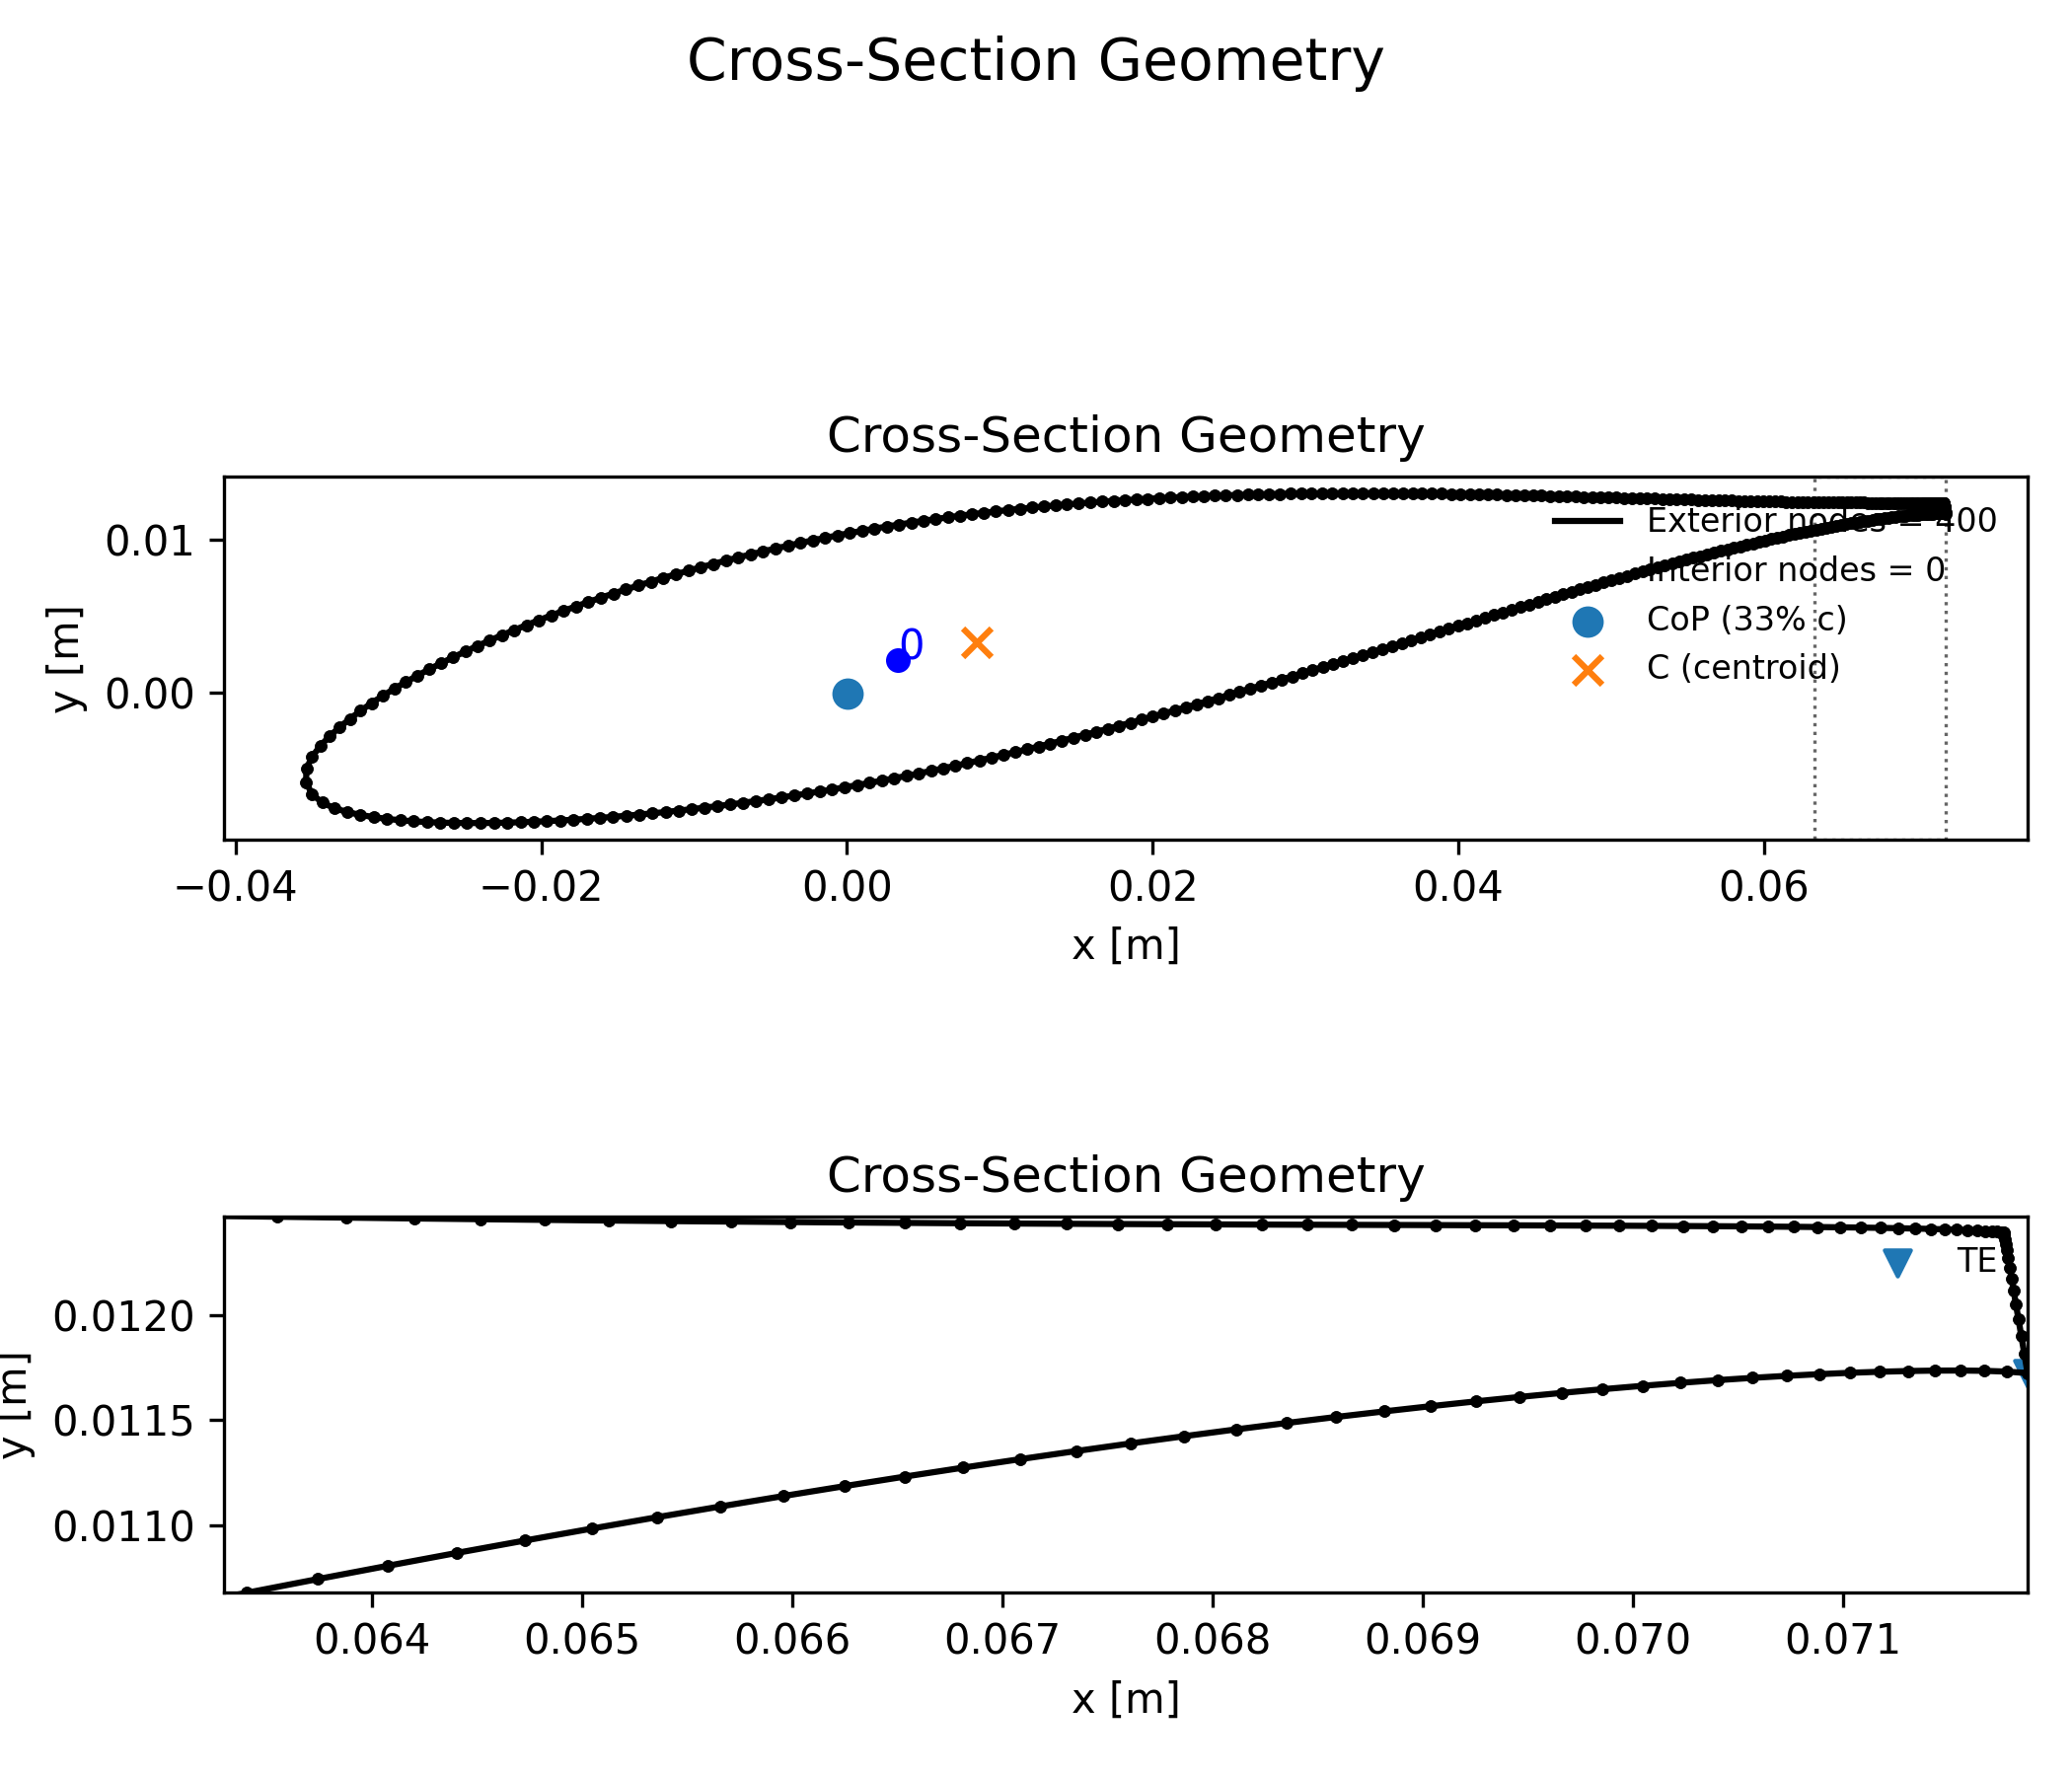 Cross-Section Geometry
Cross-Section Geometry
y [m]
0.01
0.00
Exterior nodes = 400
Interior nodes = 0
CoP (33% c)
C (centroid)
0
−0.04 −0.02 0.00 0.02 0.04 0.06
x [m]
Cross-Section Geometry
y [m]
0.0120
0.0115
0.0110
TE
0.064 0.065 0.066 0.067 0.068 0.069 0.070 0.071
x [m]